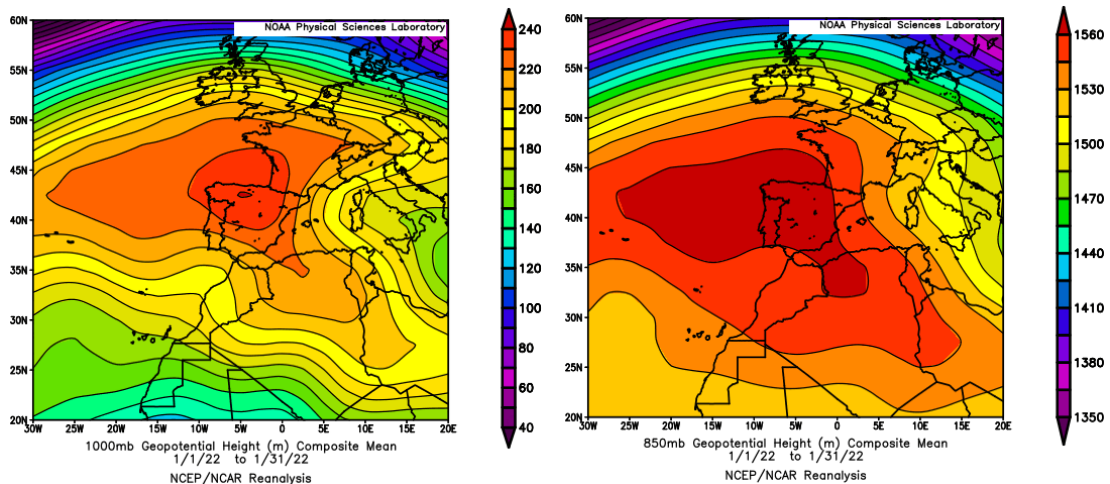 NOAA Physical Sciences Laboratory
60N
55N
50N
45N
40N
35N
30N
25N
20N
30W 25W 20W 15W 10W 5W 0 5E 10E 15E 20E
240
200
160
140
120
100
80
60
40
1000mb Geopotential Height (m) Composite Mean
1/1/22 to 1/31/22
NCEP/NCAR Reanalysis
NOAA Physical Sciences Laboratory
60N
55N
50N
45N
40N
35N
30N
25N
20N
30W 25W 20W 15W 10W 5W 0 5E 10E 15E 20E
1560
1530
1500
1470
1440
1410
1380
1350
850mb Geopotential Height (m) Composite Mean
1/1/22 to 1/31/22
NCEP/NCAR Reanalysis